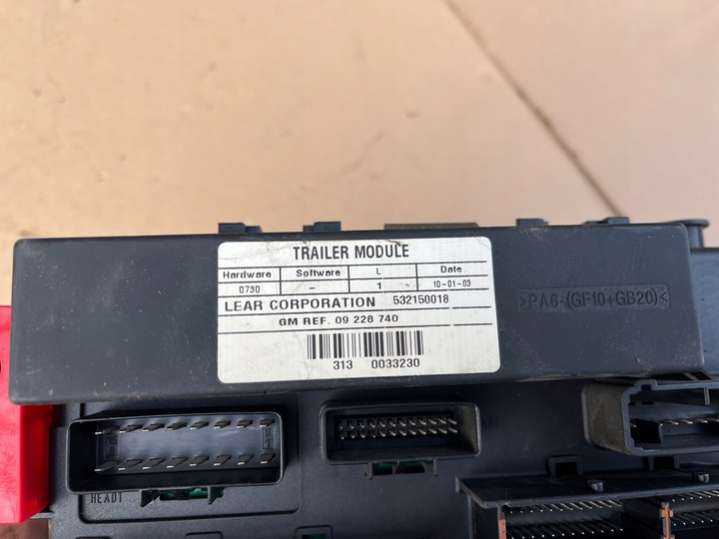 TRAILER MODULE
Hardware Software L Date
0730 - 1 - 10-01-03
LEAR CORPORATION 532150018
GM REF. 09 228 740
313 0033230
>PA6-(GF10+GB20)<
HEAD1